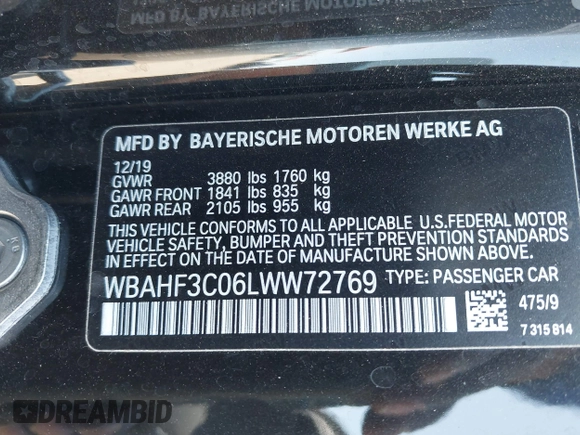 MFD BY BAYERISCHE MOTOREN WERKE AG
12/19
GVWR 3880 lbs 1760 kg
GAWR FRONT 1841 lbs 835 kg
GAWR REAR 2105 lbs 955 kg
THIS VEHICLE CONFORMS TO ALL APPLICABLE U.S.FEDERAL MOTOR
VEHICLE SAFETY, BUMPER AND THEFT PREVENTION STANDARDS
IN EFFECT ON THE DATE OF MANUFACTURE SHOWN ABOVE.
WBAHF3C06LWW72769 TYPE: PASSENGER CAR
475/9
7 315 814
DREAMBID